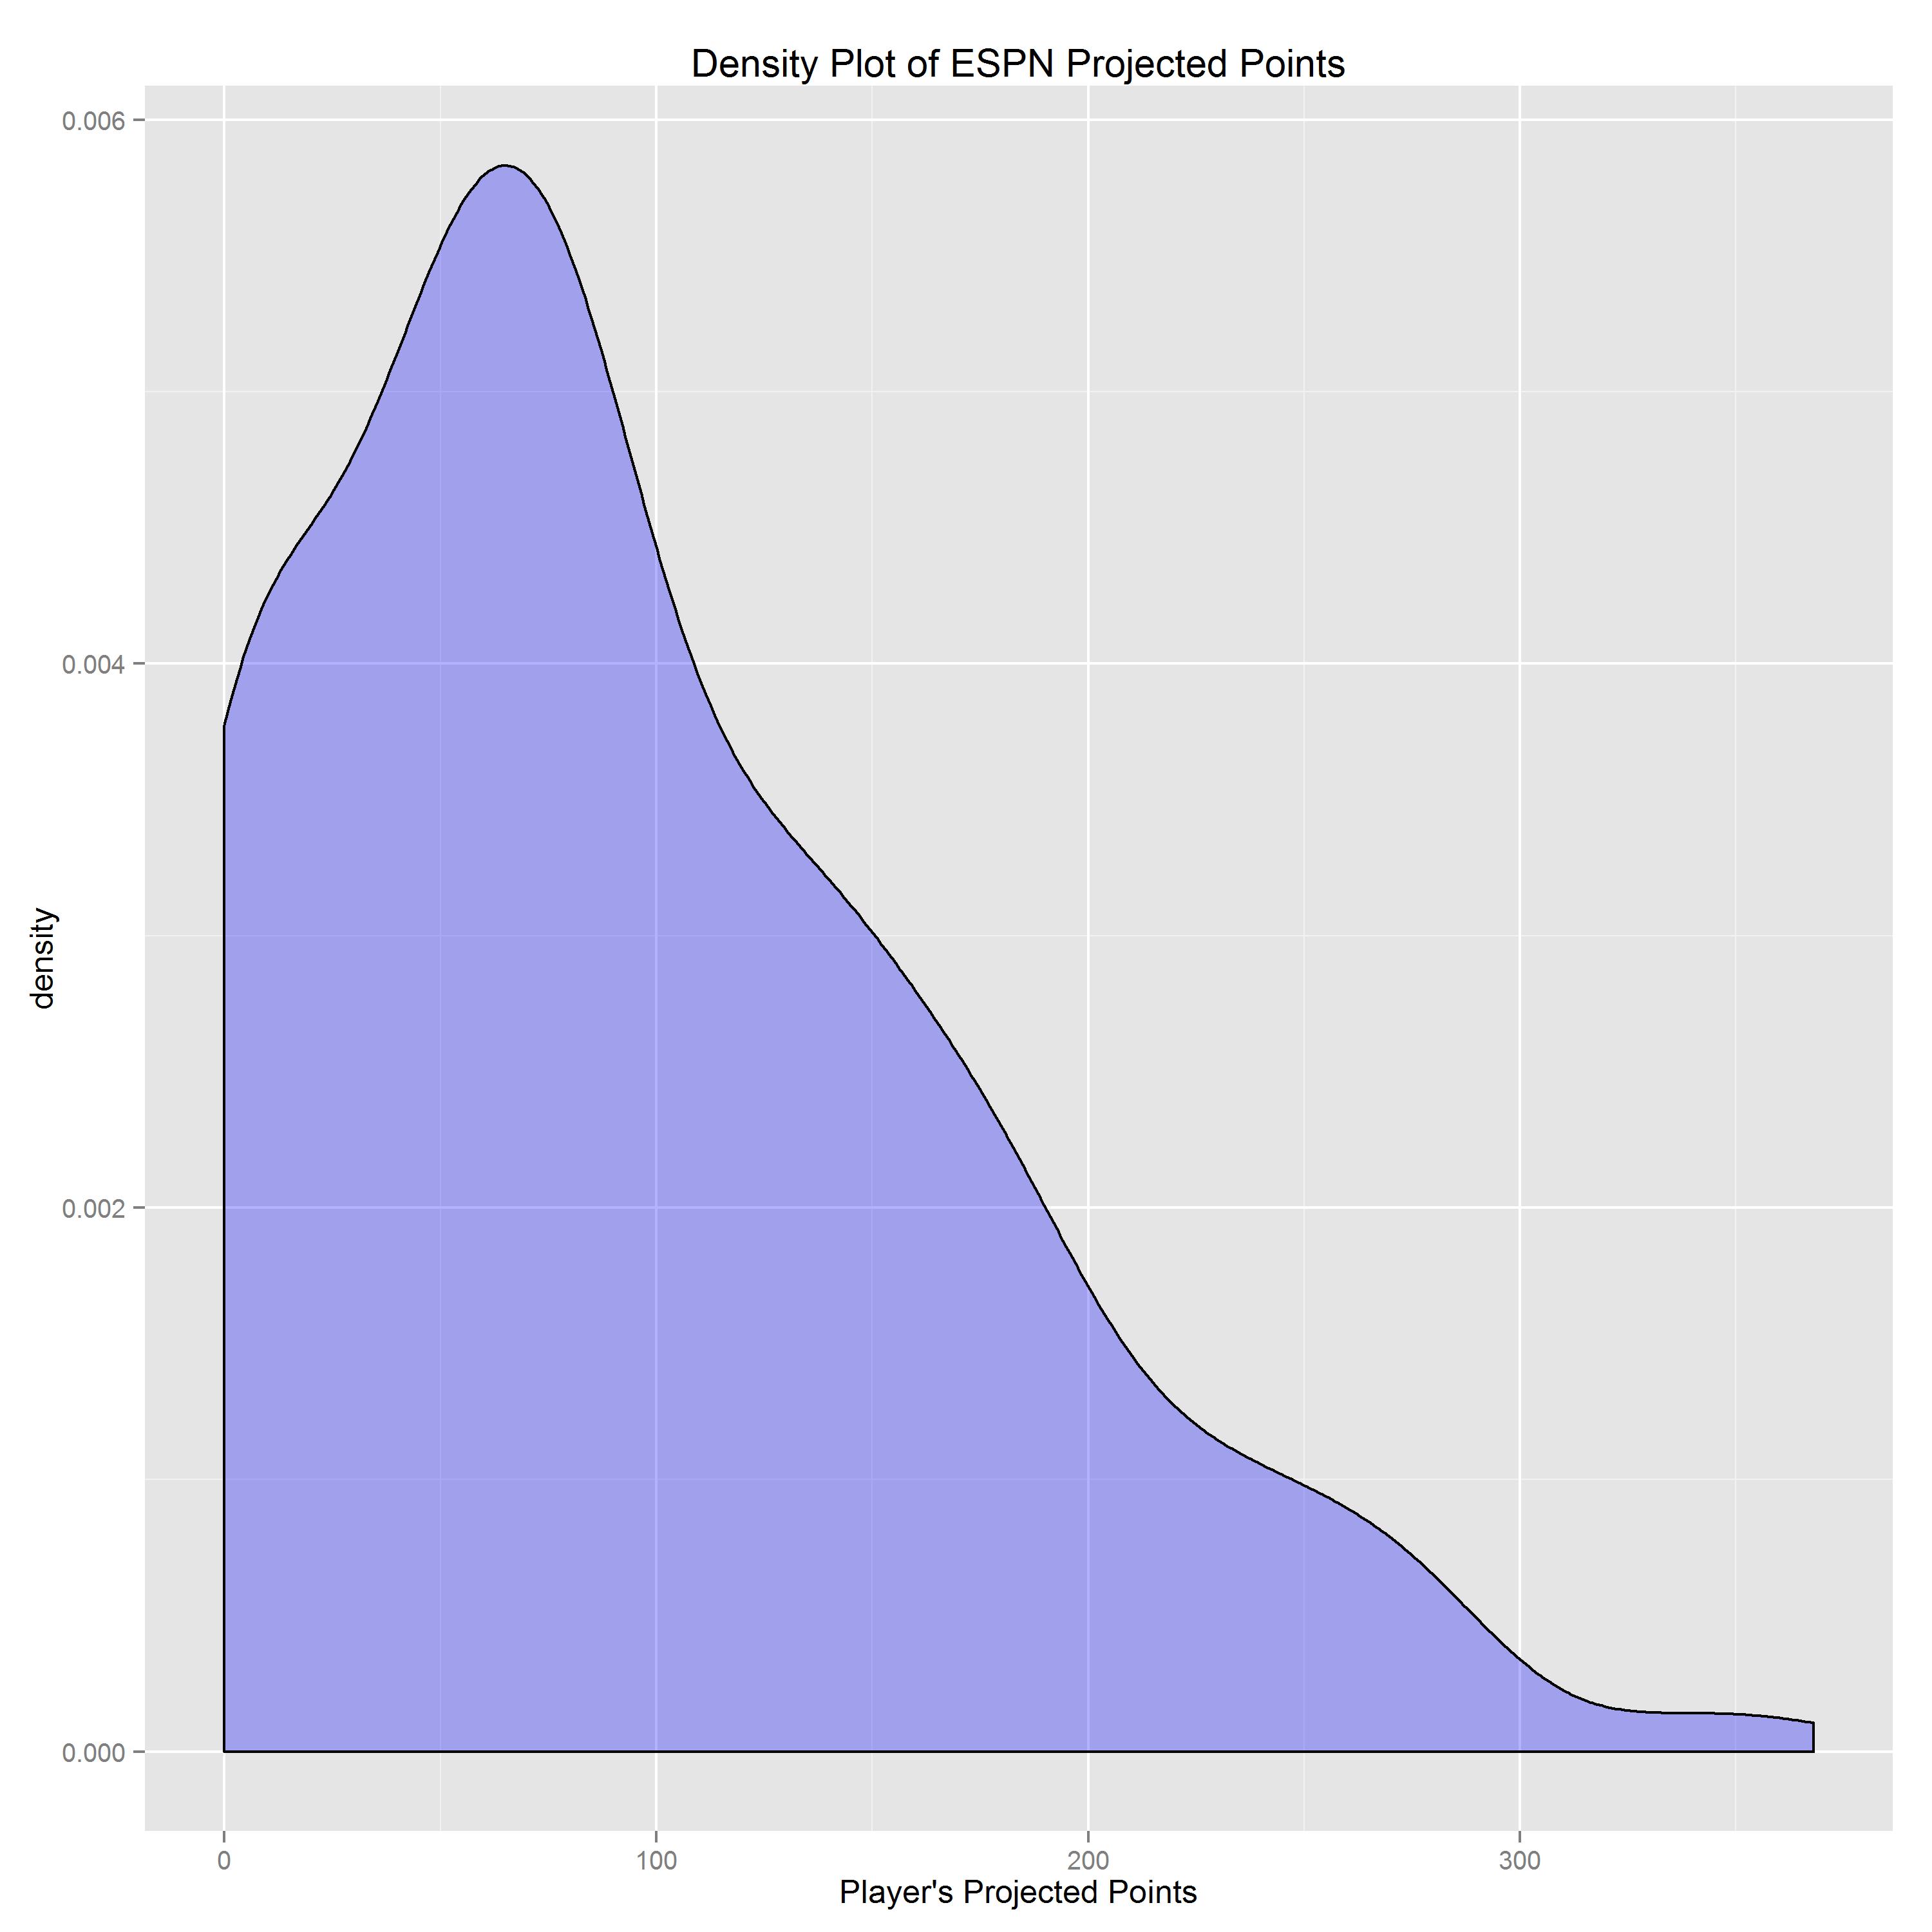 Density Plot of ESPN Projected Points
0.006
0.004
0.002
0.000
density
0 100 200 300
Player's Projected Points